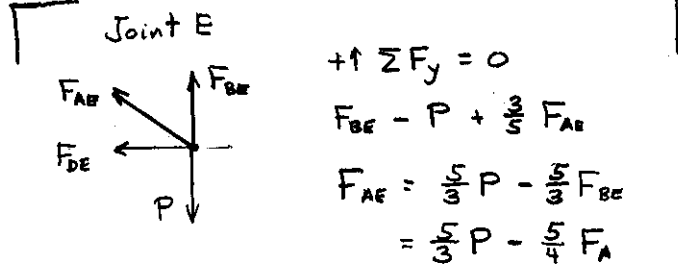 Joint E
F_AE
F_BE
F_DE
P
+↑ ΣF_y = 0
F_BE - P + 3/5 F_AE
F_AE = 5/3 P - 5/3 F_BE
= 5/3 P - 5/4 F_A